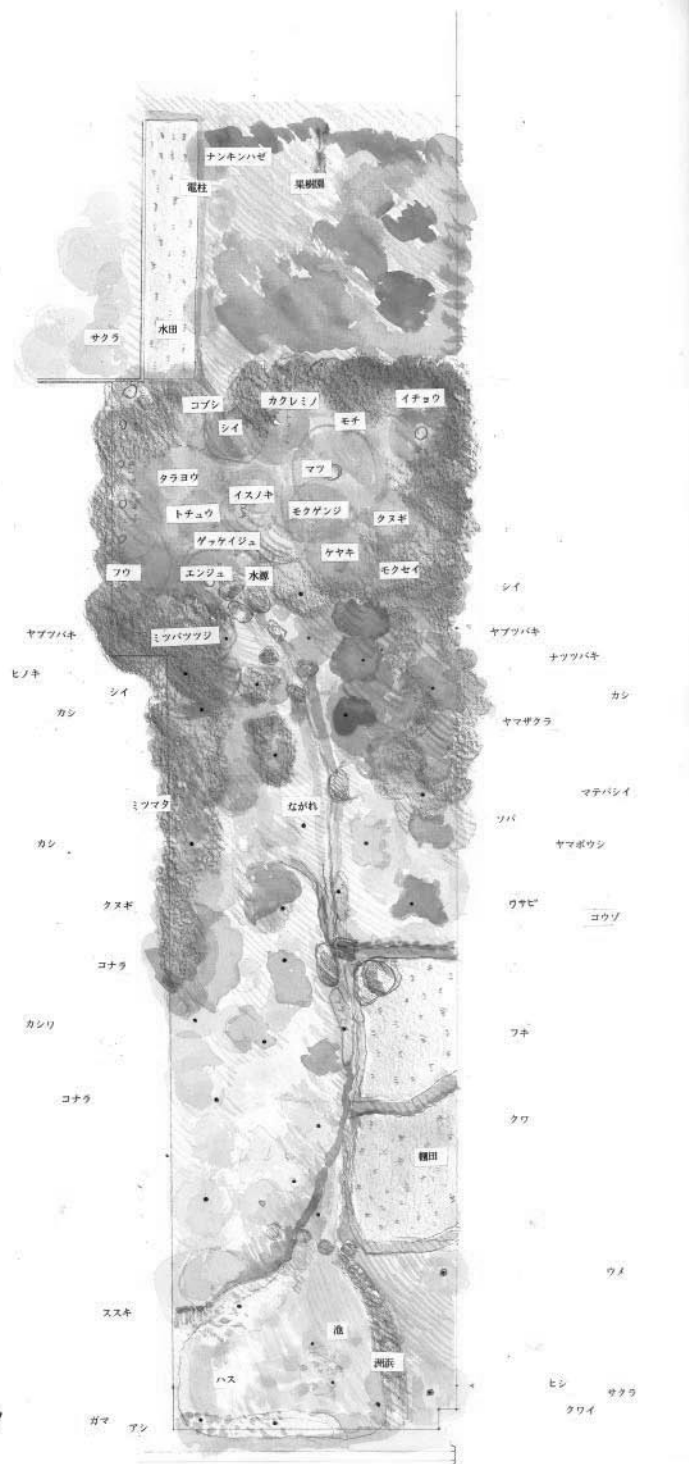 ナンキンハゼ
電柱
果樹園
サクラ
水田
コブシ
カクレミノ
イチョウ
シイ
モチ
マツ
タラヨウ
イスノキ
トチュウ
モクゲンジ
クヌギ
ゲッケイジュ
ケヤキ
フウ
エンジュ
水源
モクセイ
シイ
ヤブツバキ
ミツバツツジ
ヤブツバキ
ナツツバキ
ヒノキ
シイ
カシ
カシ
ヤマザクラ
ミツマタ
ながれ
マテバシイ
ソバ
カシ
ヤマボウシ
クヌギ
ワサビ
コウゾ
コナラ
カシワ
フキ
コナラ
クワ
棚田
ウメ
ススキ
池
洲浜
ハス
ヒシ
サクラ
クワイ
ガマ
アシ